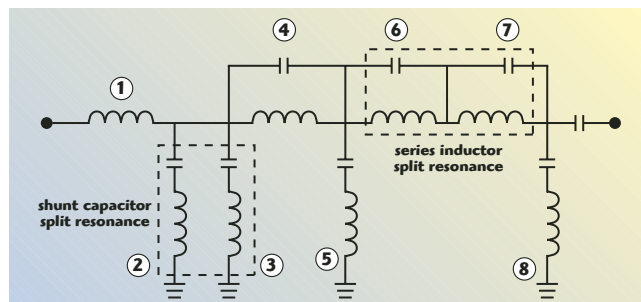 4
6
7
1
series inductor
split resonance
shunt capacitor
split resonance
2
3
5
8